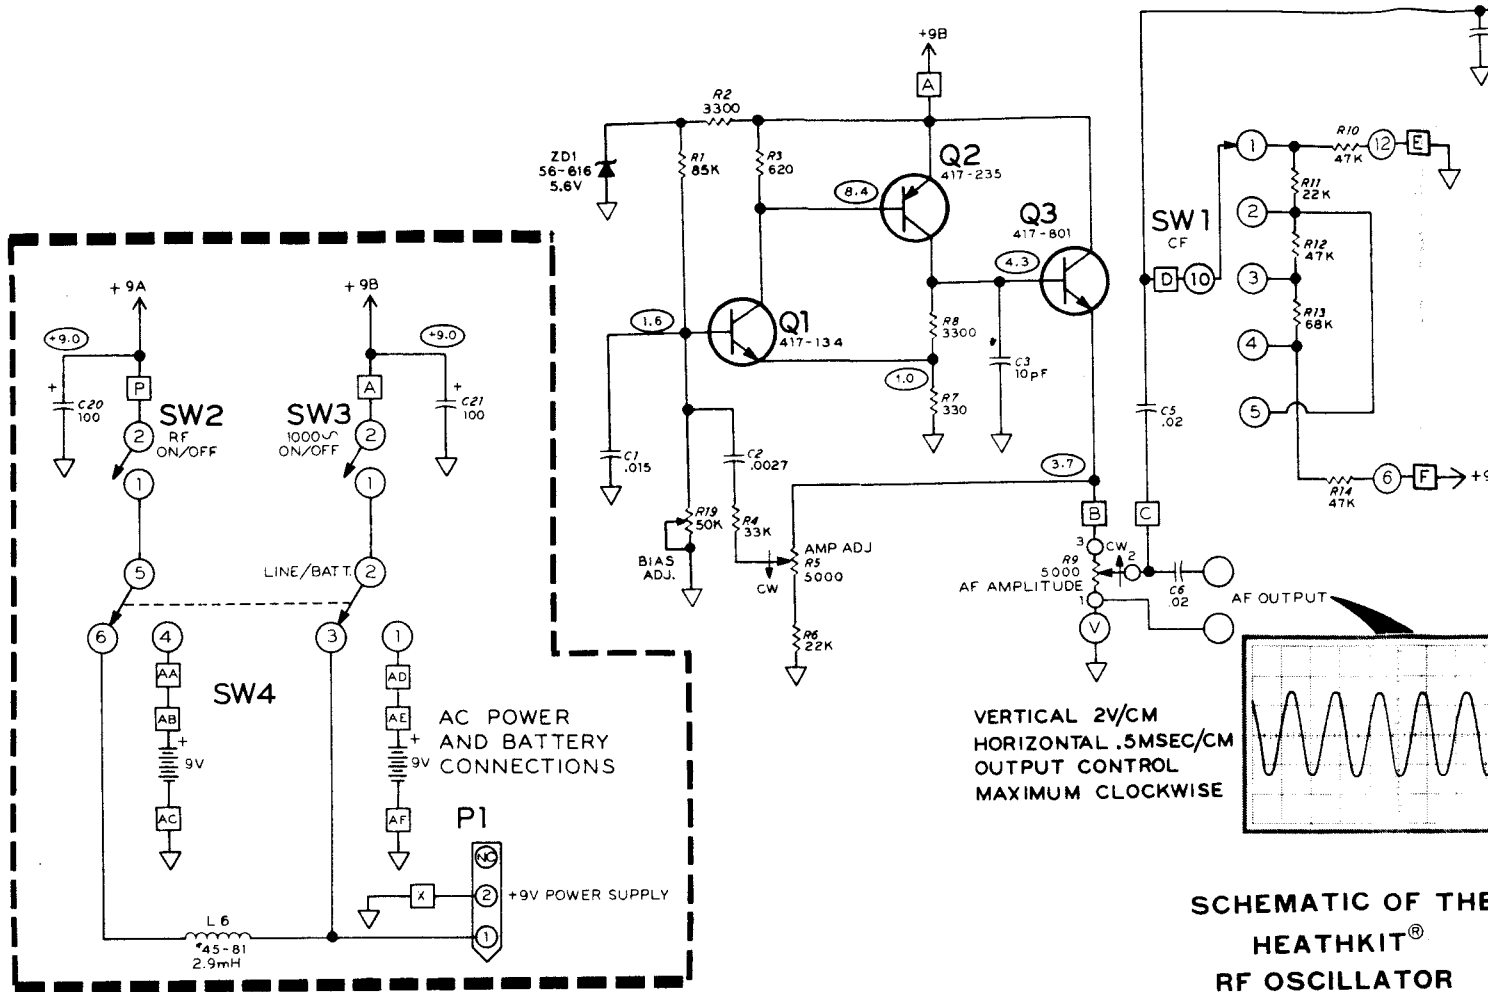 +9B
A
R2
3300
ZD1
56-616
5.6V
R1
85K
R3
620
Q2
417-235
8.4
Q3
417-801
4.3
1.6
Q1
417-134
R8
3300
C3
10pF
1.0
R7
330
C1
.015
C2
.0027
R19
50K
BIAS
ADJ.
R4
33K
CW
AMP ADJ
R5
5000
R6
22K
3.7
B
C
3
CW
2
R9
5000
AF AMPLITUDE
1
V
C5
.02
C6
.02
AF OUTPUT
SW1
CF
D
10
1
2
3
4
5
R10
47K
12
E
R11
22K
R12
47K
R13
68K
R14
47K
6
F
+9
+9A
+9.0
+
C20
100
P
SW2
RF
ON/OFF
2
1
5
6
4
+9B
+9.0
+
C21
100
A
SW3
1000~
ON/OFF
2
1
LINE/BATT.
2
3
1
AA
AB
+
9V
AC
SW4
AD
AE
+
9V
AF
AC POWER
AND BATTERY
CONNECTIONS
P1
NC
X
2
+9V POWER SUPPLY
1
L6
*45-81
2.9mH
VERTICAL 2V/CM
HORIZONTAL .5MSEC/CM
OUTPUT CONTROL
MAXIMUM CLOCKWISE
SCHEMATIC OF THE
HEATHKIT®
RF OSCILLATOR